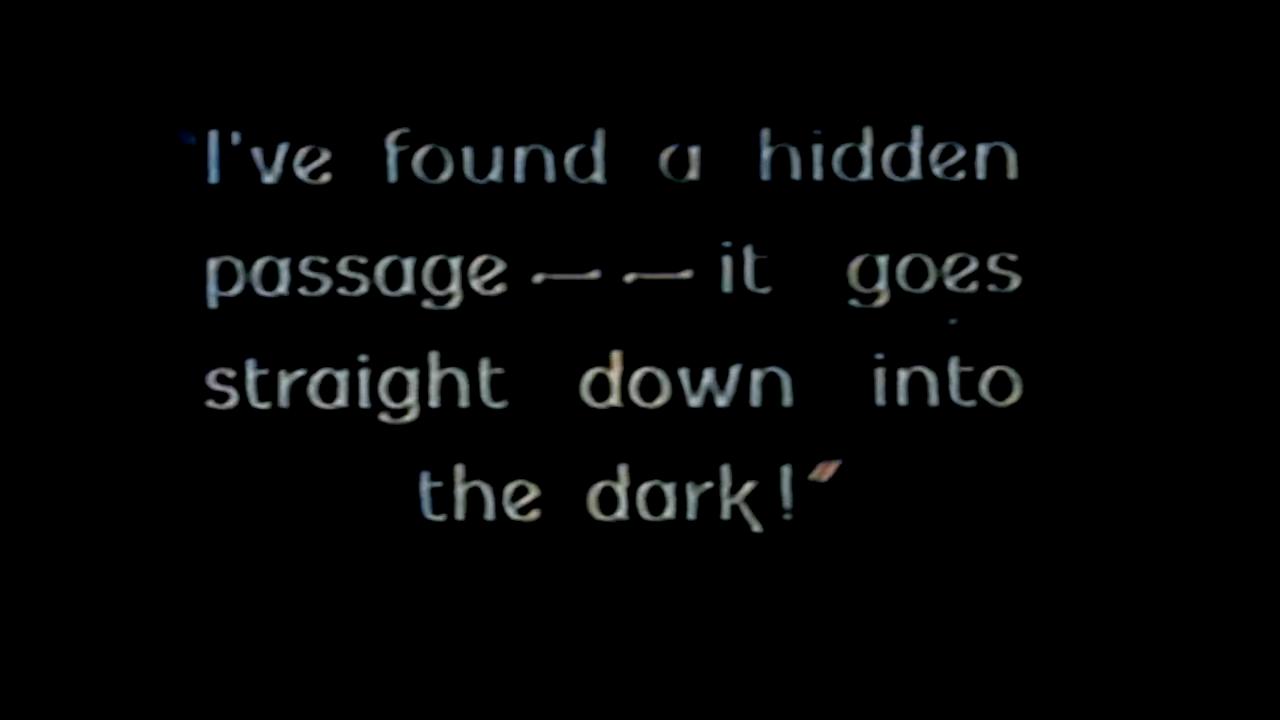 "I've found a hidden
passage——it goes
straight down into
the dark!"